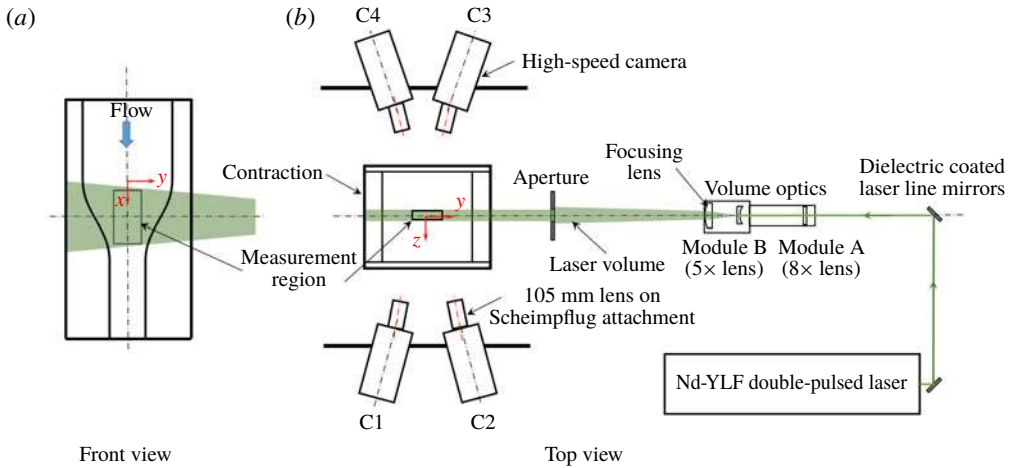 (a)
Flow
y
x
Measurement
region
Front view
(b)
C4
C3
High-speed camera
Contraction
Aperture
Focusing
lens
Volume optics
Dielectric coated
laser line mirrors
y
z
Laser volume
Module B
(5× lens)
Module A
(8× lens)
105 mm lens on
Scheimpflug attachment
Nd-YLF double-pulsed laser
C1
C2
Top view